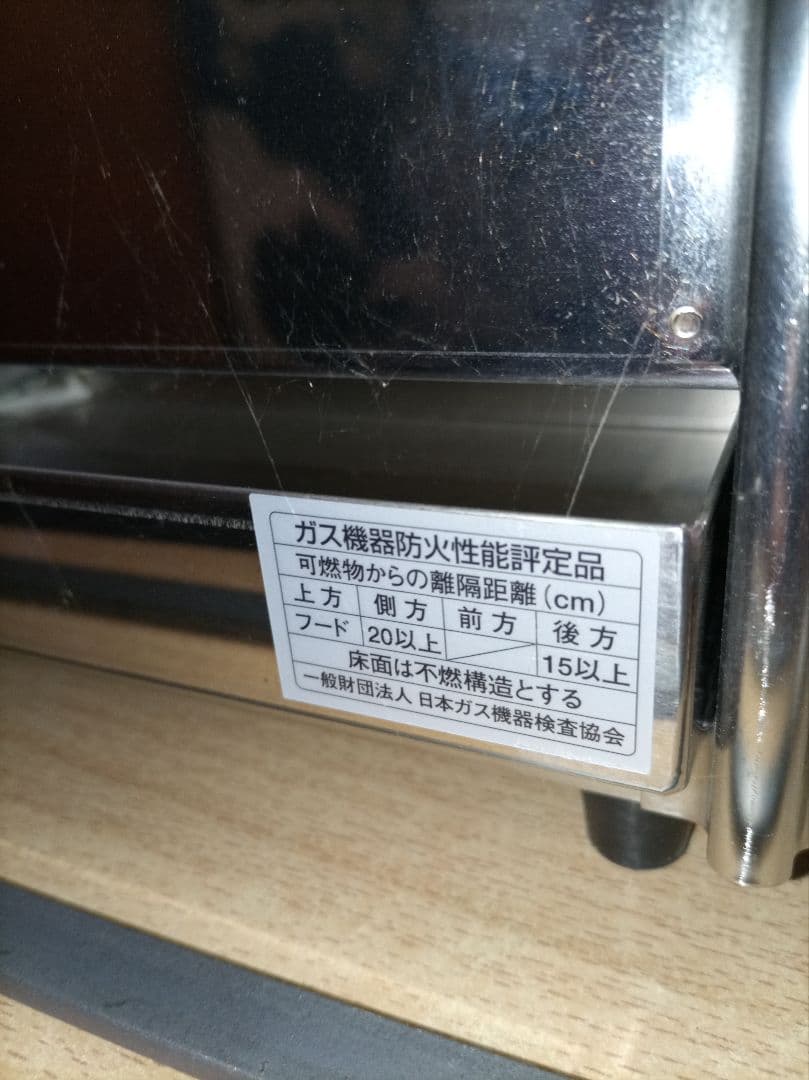 ガス機器防火性能評定品
可燃物からの離隔距離(cm)
上方 側方 前方 後方
フード 20以上 15以上
床面は不燃構造とする
一般財団法人 日本ガス機器検査協会